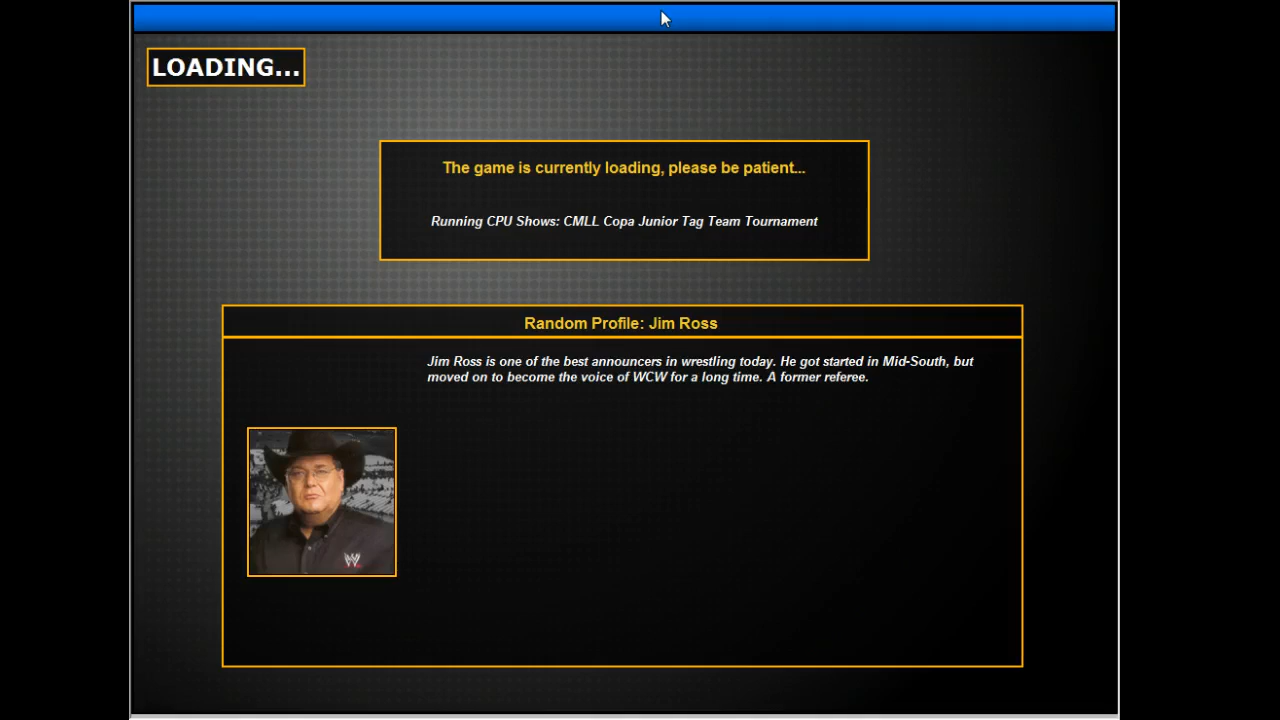 LOADING...
The game is currently loading, please be patient...
Running CPU Shows: CMLL Copa Junior Tag Team Tournament
Random Profile: Jim Ross
Jim Ross is one of the best announcers in wrestling today. He got started in Mid-South, but
moved on to become the voice of WCW for a long time. A former referee.
W